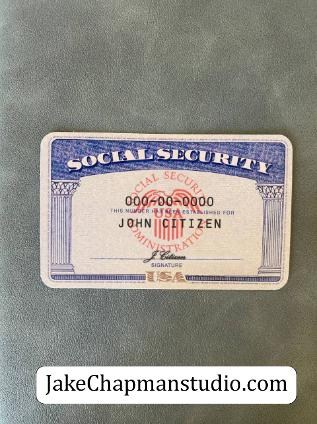 SOCIAL SECURITY
SOCIAL SECURITY
USA
ADMINISTRATION
000-00-0000
THIS NUMBER HAS BEEN ESTABLISHED FOR
JOHN CITIZEN
J. Citizen
SIGNATURE
USA
JakeChapmanstudio.com